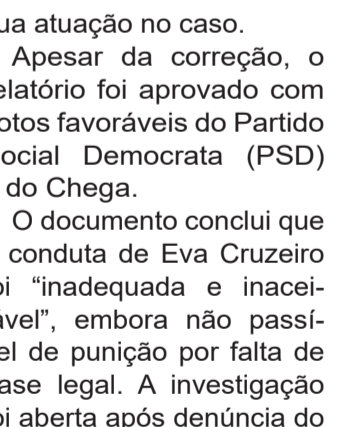 ua atuação no caso.
Apesar da correção, o
elatório foi aprovado com
otos favoráveis do Partido
ocial Democrata (PSD)
do Chega.
O documento conclui que
conduta de Eva Cruzeiro
oi “inadequada e inacei-
ável”, embora não passí-
el de punição por falta de
ase legal. A investigação
oi aberta após denúncia do